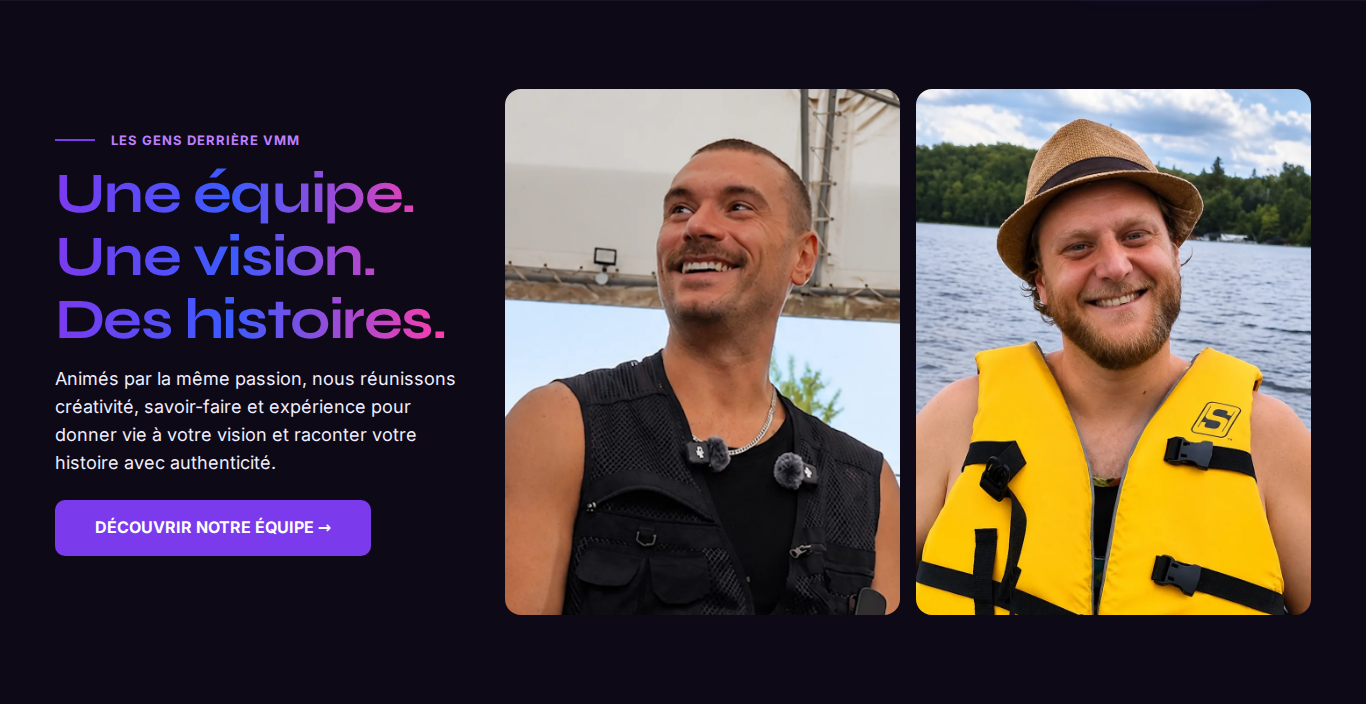 LES GENS DERRIÈRE VMM
Une équipe.
Une vision.
Des histoires.
Animés par la même passion, nous réunissons
créativité, savoir-faire et expérience pour
donner vie à votre vision et raconter votre
histoire avec authenticité.
DÉCOUVRIR NOTRE ÉQUIPE →
S